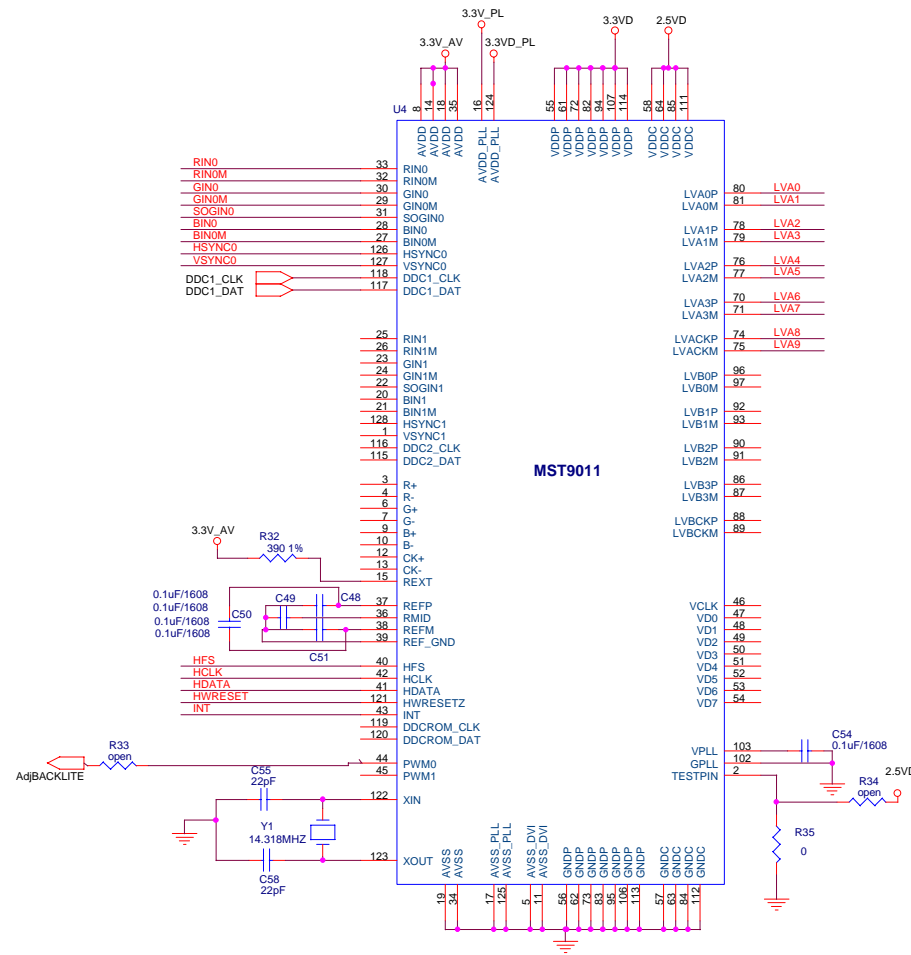 3.3V_PL
3.3V_AV
3.3VD_PL
3.3VD
2.5VD
8
14
18
35
16
124
55
61
72
82
94
107
114
58
64
85
111
U4
AVDD
AVDD
AVDD
AVDD
AVDD_PLL
AVDD_PLL
VDDP
VDDP
VDDP
VDDP
VDDP
VDDP
VDDP
VDDC
VDDC
VDDC
VDDC
RIN0 33 RIN0
RIN0M 32 RIN0M
GIN0 30 GIN0
GIN0M 29 GIN0M
SOGIN0 31 SOGIN0
BIN0 28 BIN0
BIN0M 27 BIN0M
HSYNC0 126 HSYNC0
VSYNC0 127 VSYNC0
DDC1_CLK 118 DDC1_CLK
DDC1_DAT 117 DDC1_DAT
25 RIN1
26 RIN1M
23 GIN1
24 GIN1M
22 SOGIN1
20 BIN1
21 BIN1M
128 HSYNC1
1 VSYNC1
116 DDC2_CLK
115 DDC2_DAT
3 R+
4 R-
6 G+
7 G-
9 B+
10 B-
12 CK+
13 CK-
15 REXT
3.3V_AV
R32
390 1%
0.1uF/1608
0.1uF/1608
0.1uF/1608
0.1uF/1608
C50
C49
C48
C51
37 REFP
36 RMID
38 REFM
39 REF_GND
HFS 40 HFS
HCLK 42 HCLK
HDATA 41 HDATA
HWRESET 121 HWRESETZ
INT 43 INT
119 DDCROM_CLK
120 DDCROM_DAT
R33
open
AdjBACKLITE
44 PWM0
45 PWM1
C55
22pF
122 XIN
Y1
14.318MHZ
123 XOUT
C58
22pF
MST9011
LVA0P 80 LVA0
LVA0M 81 LVA1
LVA1P 78 LVA2
LVA1M 79 LVA3
LVA2P 76 LVA4
LVA2M 77 LVA5
LVA3P 70 LVA6
LVA3M 71 LVA7
LVACKP 74 LVA8
LVACKM 75 LVA9
LVB0P 96
LVB0M 97
LVB1P 92
LVB1M 93
LVB2P 90
LVB2M 91
LVB3P 86
LVB3M 87
LVBCKP 88
LVBCKM 89
VCLK 46
VD0 47
VD1 48
VD2 49
VD3 50
VD4 51
VD5 52
VD6 53
VD7 54
VPLL 103
GPLL 102
TESTPIN 2
C54
0.1uF/1608
R34
open
2.5VD
R35
0
AVSS
AVSS
AVSS_PLL
AVSS_PLL
AVSS_DVI
AVSS_DVI
GNDP
GNDP
GNDP
GNDP
GNDP
GNDP
GNDP
GNDC
GNDC
GNDC
GNDC
19
34
17
125
5
11
56
62
73
83
95
106
113
57
63
84
112